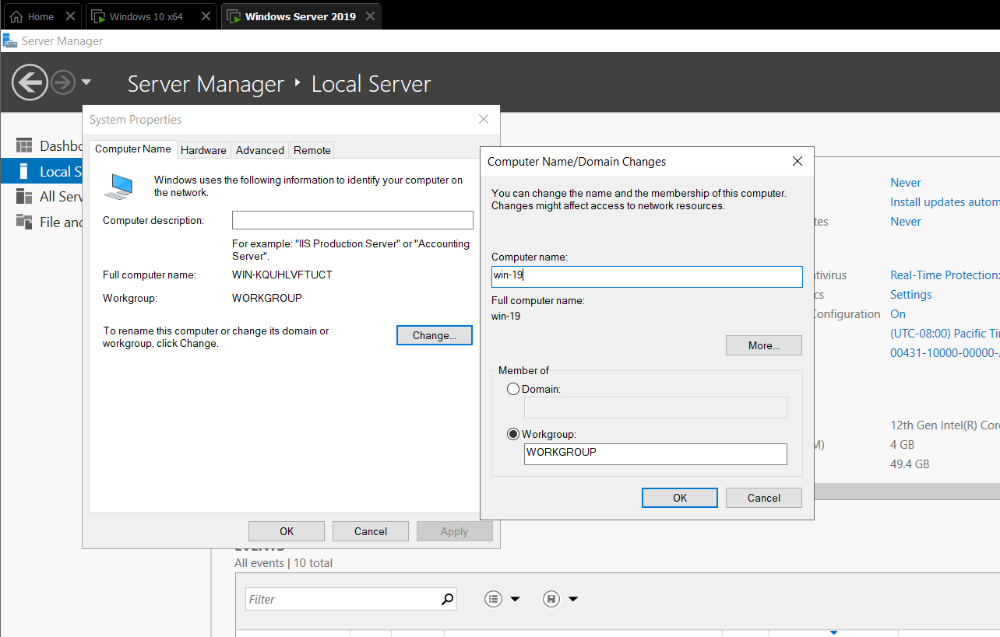 Home
Windows 10 x64
Windows Server 2019
Server Manager
Server Manager
Local Server
System Properties
Dashbo
Local S
All Serv
File and
Computer Name
Hardware
Advanced
Remote
Windows uses the following information to identify your computer on
the network.
Computer description:
For example: "IIS Production Server" or "Accounting
Server".
Full computer name:
WIN-KQUHLVFTUCT
Workgroup:
WORKGROUP
To rename this computer or change its domain or
workgroup, click Change.
Change...
OK
Cancel
Apply
Computer Name/Domain Changes
You can change the name and the membership of this computer.
Changes might affect access to network resources.
Computer name:
win-19
Full computer name:
win-19
More...
Member of
Domain:
Workgroup:
WORKGROUP
OK
Cancel
Never
Install updates autom
tes
Never
ntivirus
Real-Time Protection:
cs
Settings
Configuration
On
(UTC-08:00) Pacific Tim
00431-10000-00000-
12th Gen Intel(R) Core
M)
4 GB
49.4 GB
EVENTS
All events | 10 total
Filter